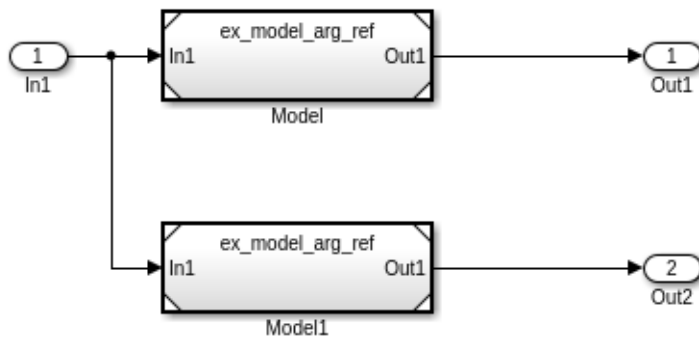 ex_model_arg_ref
1
In1
Out1
1
In1
Out1
Model
ex_model_arg_ref
In1
Out1
2
Out2
Model1